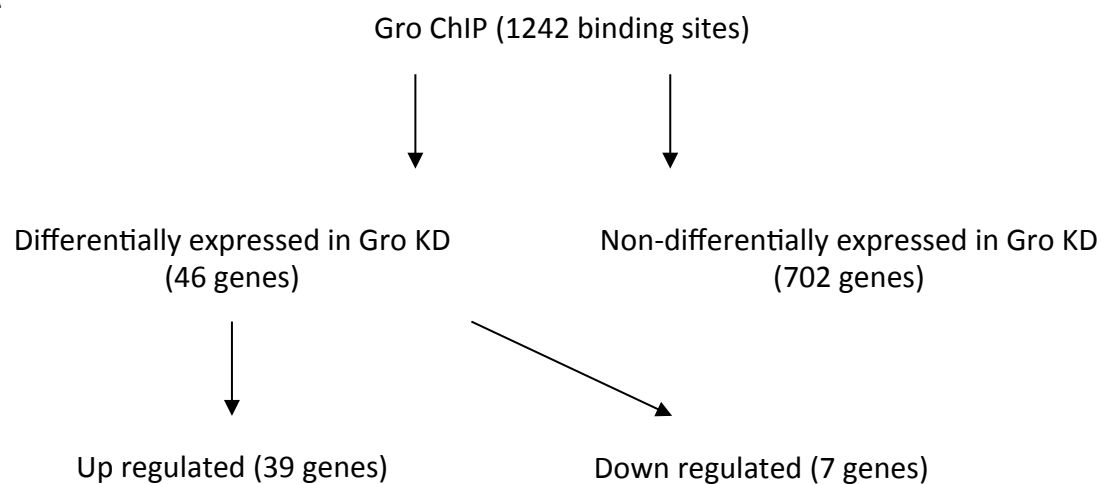 Gro ChIP (1242 binding sites)
Differentially expressed in Gro KD
(46 genes)
Non-differentially expressed in Gro KD
(702 genes)
Up regulated (39 genes)
Down regulated (7 genes)